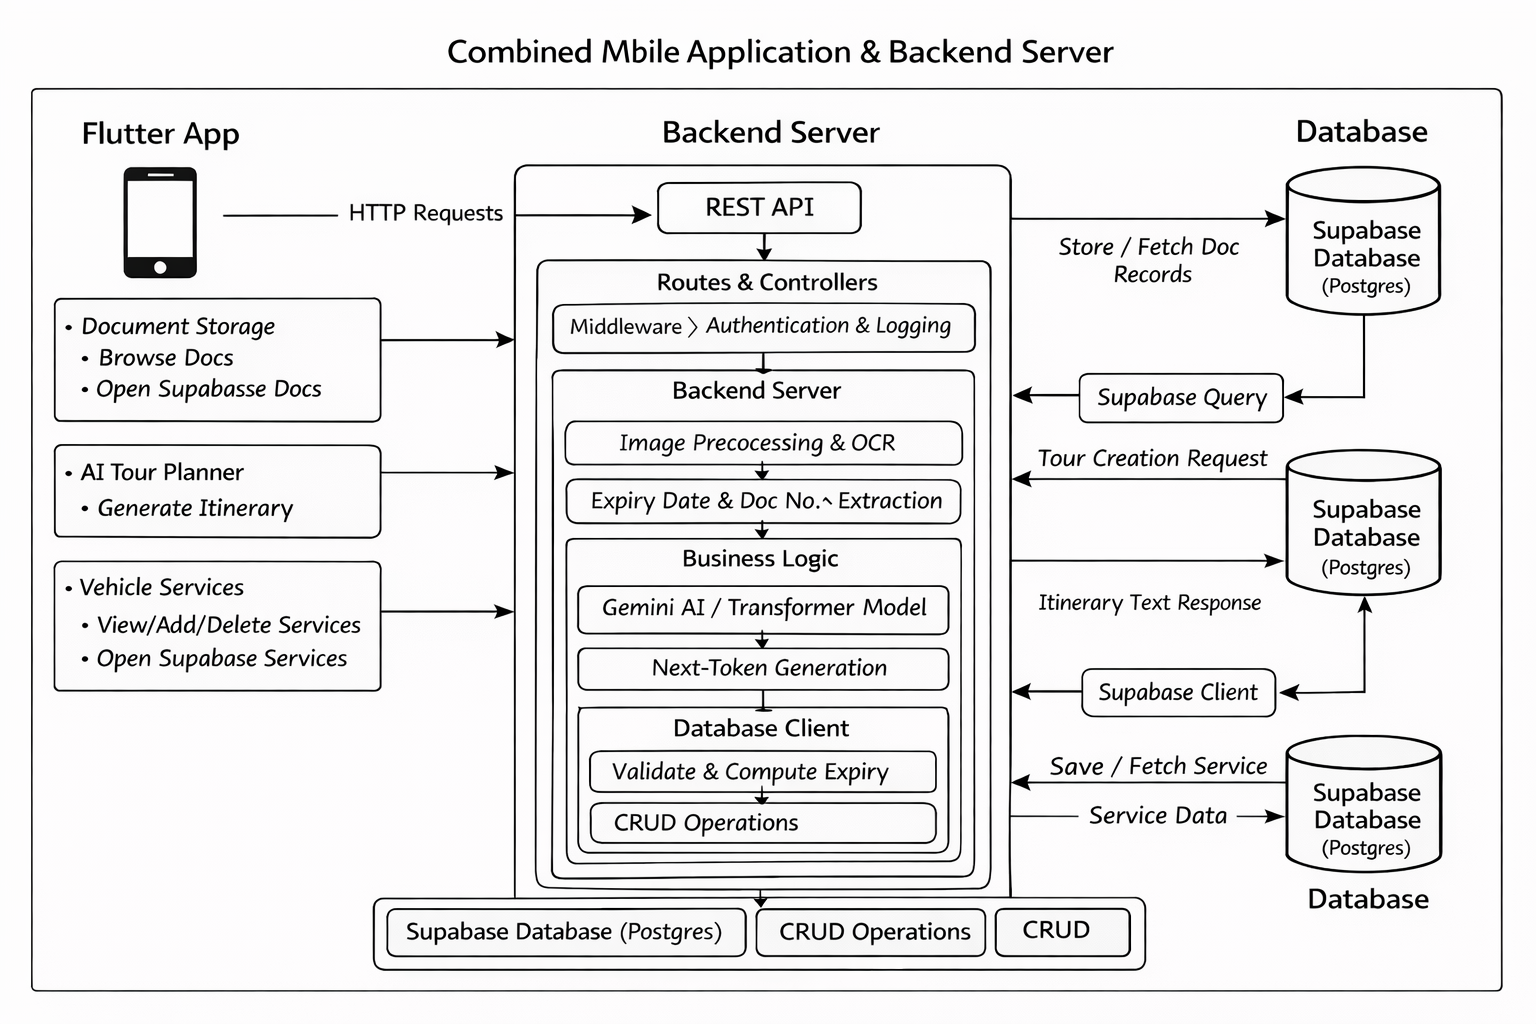 Combined Mbile Application & Backend Server
Flutter App
Backend Server
Database
HTTP Requests
REST API
• Document Storage
• Browse Docs
• Open Supabasse Docs
• AI Tour Planner
• Generate Itinerary
• Vehicle Services
• View/Add/Delete Services
• Open Supabase Services
Routes & Controllers
Middleware 〉 Authentication & Logging
Backend Server
Image Precocessing & OCR
Expiry Date & Doc No. Extraction
Business Logic
Gemini AI / Transformer Model
Next-Token Generation
Database Client
Validate & Compute Expiry
CRUD Operations
Supabase Database (Postgres)
CRUD Operations
CRUD
Store / Fetch Doc
Records
Supabase
Database
(Postgres)
Supabase Query
Tour Creation Request
Supabase
Database
(Postgres)
Itinerary Text Response
Supabase Client
Save / Fetch Service
Service Data
Supabase
Database
(Postgres)
Database